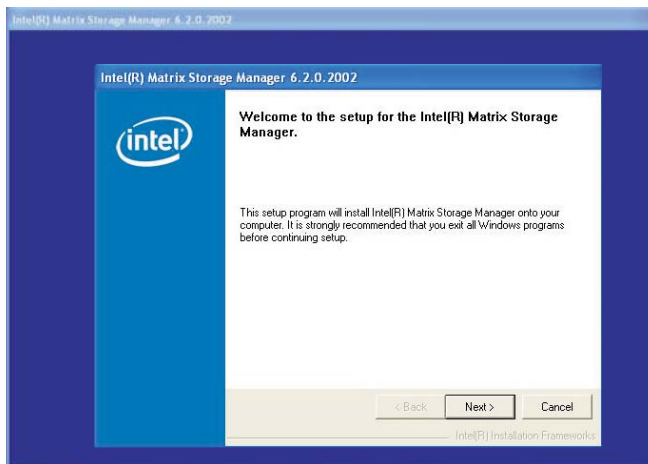 Intel(R) Matrix Storage Manager 6.2.0.2002
Intel(R) Matrix Storage Manager 6.2.0.2002
intel
Welcome to the setup for the Intel(R) Matrix Storage
Manager.
This setup program will install Intel(R) Matrix Storage Manager onto your
computer. It is strongly recommended that you exit all Windows programs
before continuing setup.
< Back
Next >
Cancel
Intel(R) Installation Frameworks